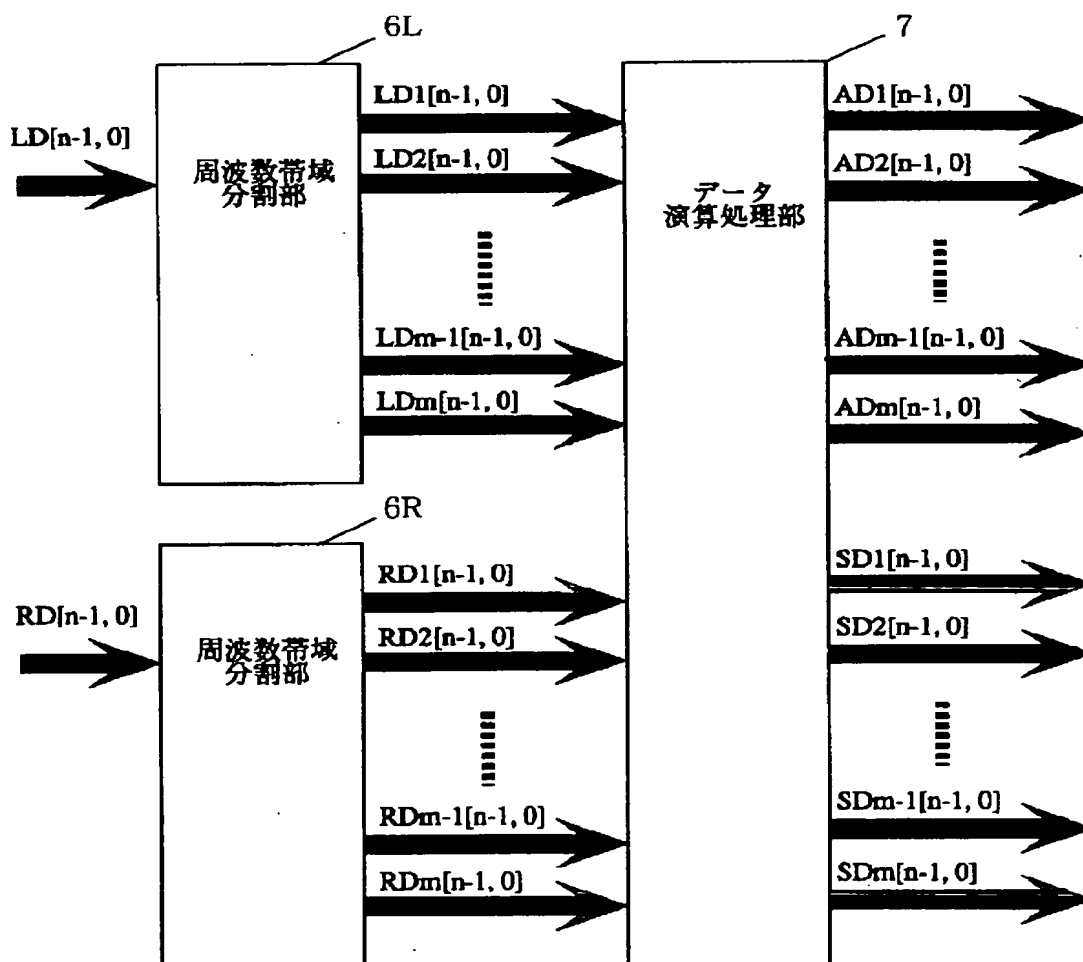 6L
7
LD[n-1, 0]
周波数帯域
分割部
LD1[n-1, 0]
LD2[n-1, 0]
LDm-1[n-1, 0]
LDm[n-1, 0]
データ
演算処理部
AD1[n-1, 0]
AD2[n-1, 0]
ADm-1[n-1, 0]
ADm[n-1, 0]
6R
RD[n-1, 0]
周波数帯域
分割部
RD1[n-1, 0]
RD2[n-1, 0]
RDm-1[n-1, 0]
RDm[n-1, 0]
SD1[n-1, 0]
SD2[n-1, 0]
SDm-1[n-1, 0]
SDm[n-1, 0]